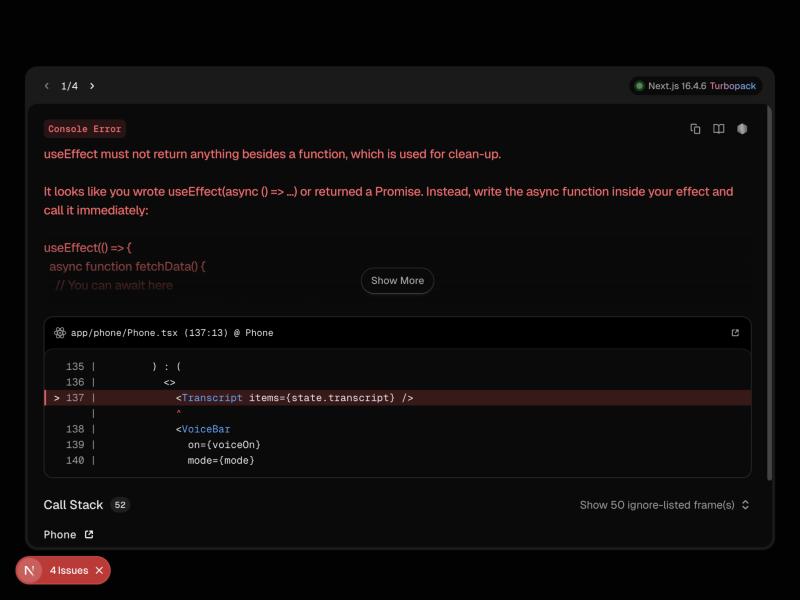 1/4
Next.js 16.4.6 Turbopack
Console Error
useEffect must not return anything besides a function, which is used for clean-up.
It looks like you wrote useEffect(async () => ...) or returned a Promise. Instead, write the async function inside your effect and
call it immediately:
useEffect(() => {
async function fetchData() {
// You can await here
Show More
app/phone/Phone.tsx (137:13) @ Phone
135 | ) : (
136 | <>
> 137 | <Transcript items={state.transcript} />
| ^
138 | <VoiceBar
139 | on={voiceOn}
140 | mode={mode}
Call Stack 52
Show 50 ignore-listed frame(s)
Phone
N 4 Issues